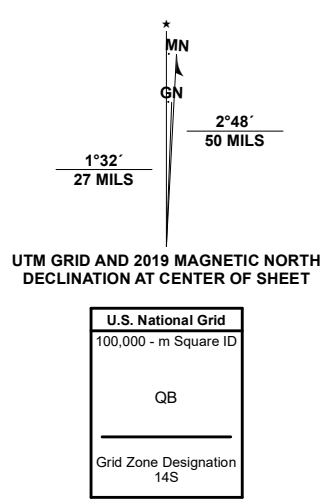 ★
MN
GN
2°48´
50 MILS
1°32´
27 MILS
UTM GRID AND 2019 MAGNETIC NORTH
DECLINATION AT CENTER OF SHEET
U.S. National Grid
100,000 - m Square ID
QB
Grid Zone Designation
14S